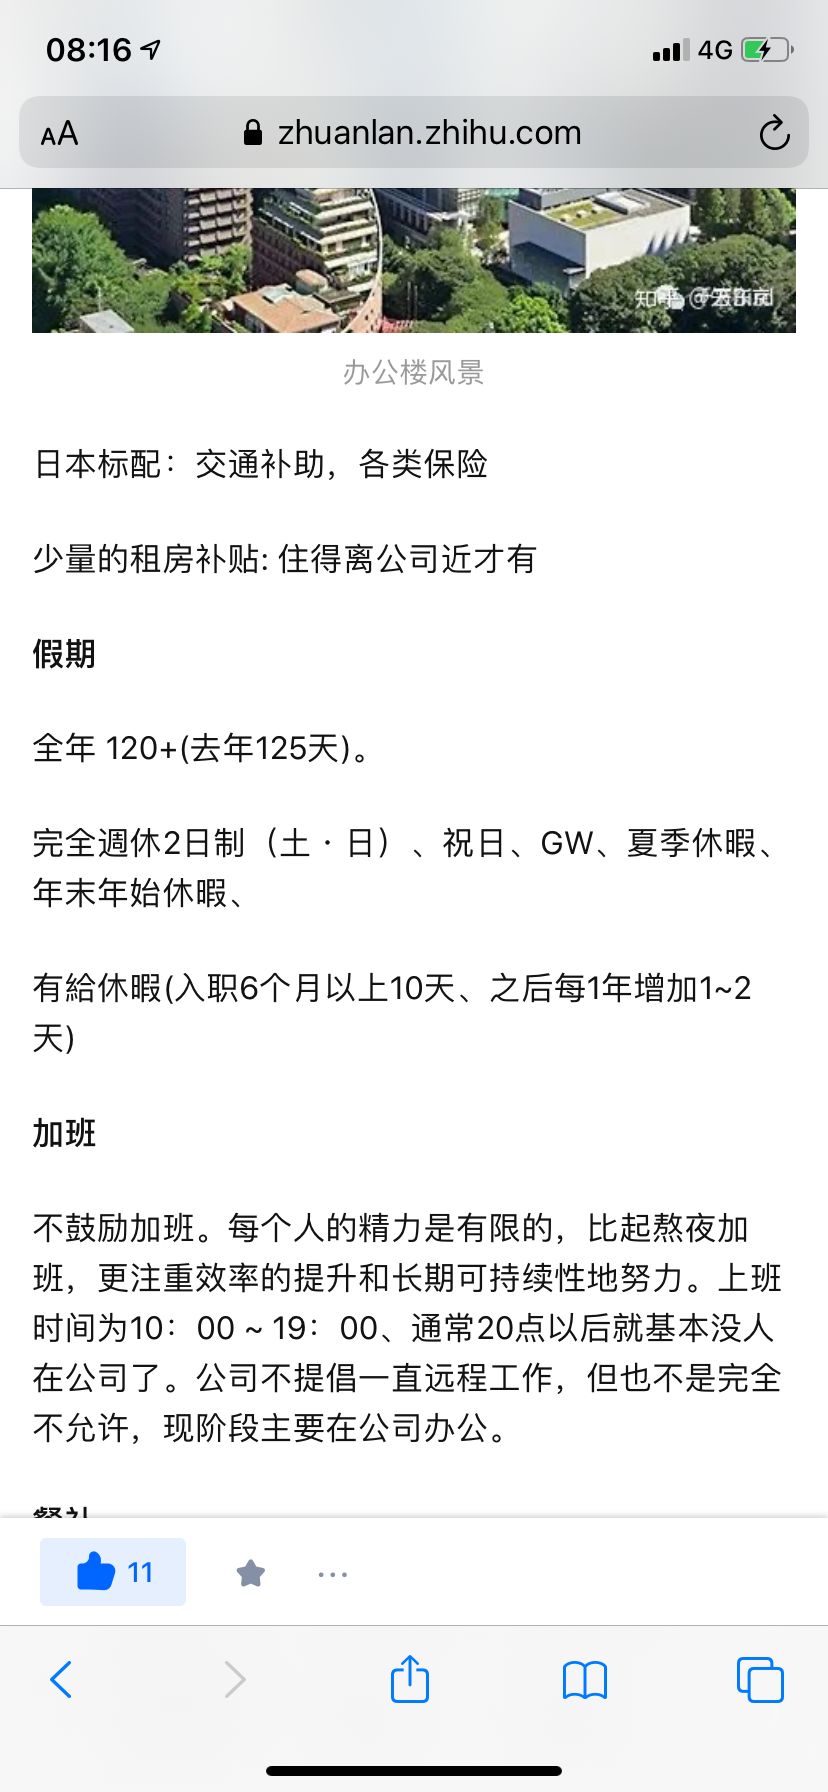 08:16
4G
AA
zhuanlan.zhihu.com
知乎
办公楼风景
日本标配：交通补助，各类保险
少量的租房补贴: 住得离公司近才有
假期
全年 120+(去年125天)。
完全週休2日制（土・日）、祝日、GW、夏季休暇、
年末年始休暇、
有給休暇(入职6个月以上10天、之后每1年增加1~2
天)
加班
不鼓励加班。每个人的精力是有限的，比起熬夜加
班，更注重效率的提升和长期可持续性地努力。上班
时间为10：00 ~ 19：00、通常20点以后就基本没人
在公司了。公司不提倡一直远程工作，但也不是完全
不允许，现阶段主要在公司办公。
11